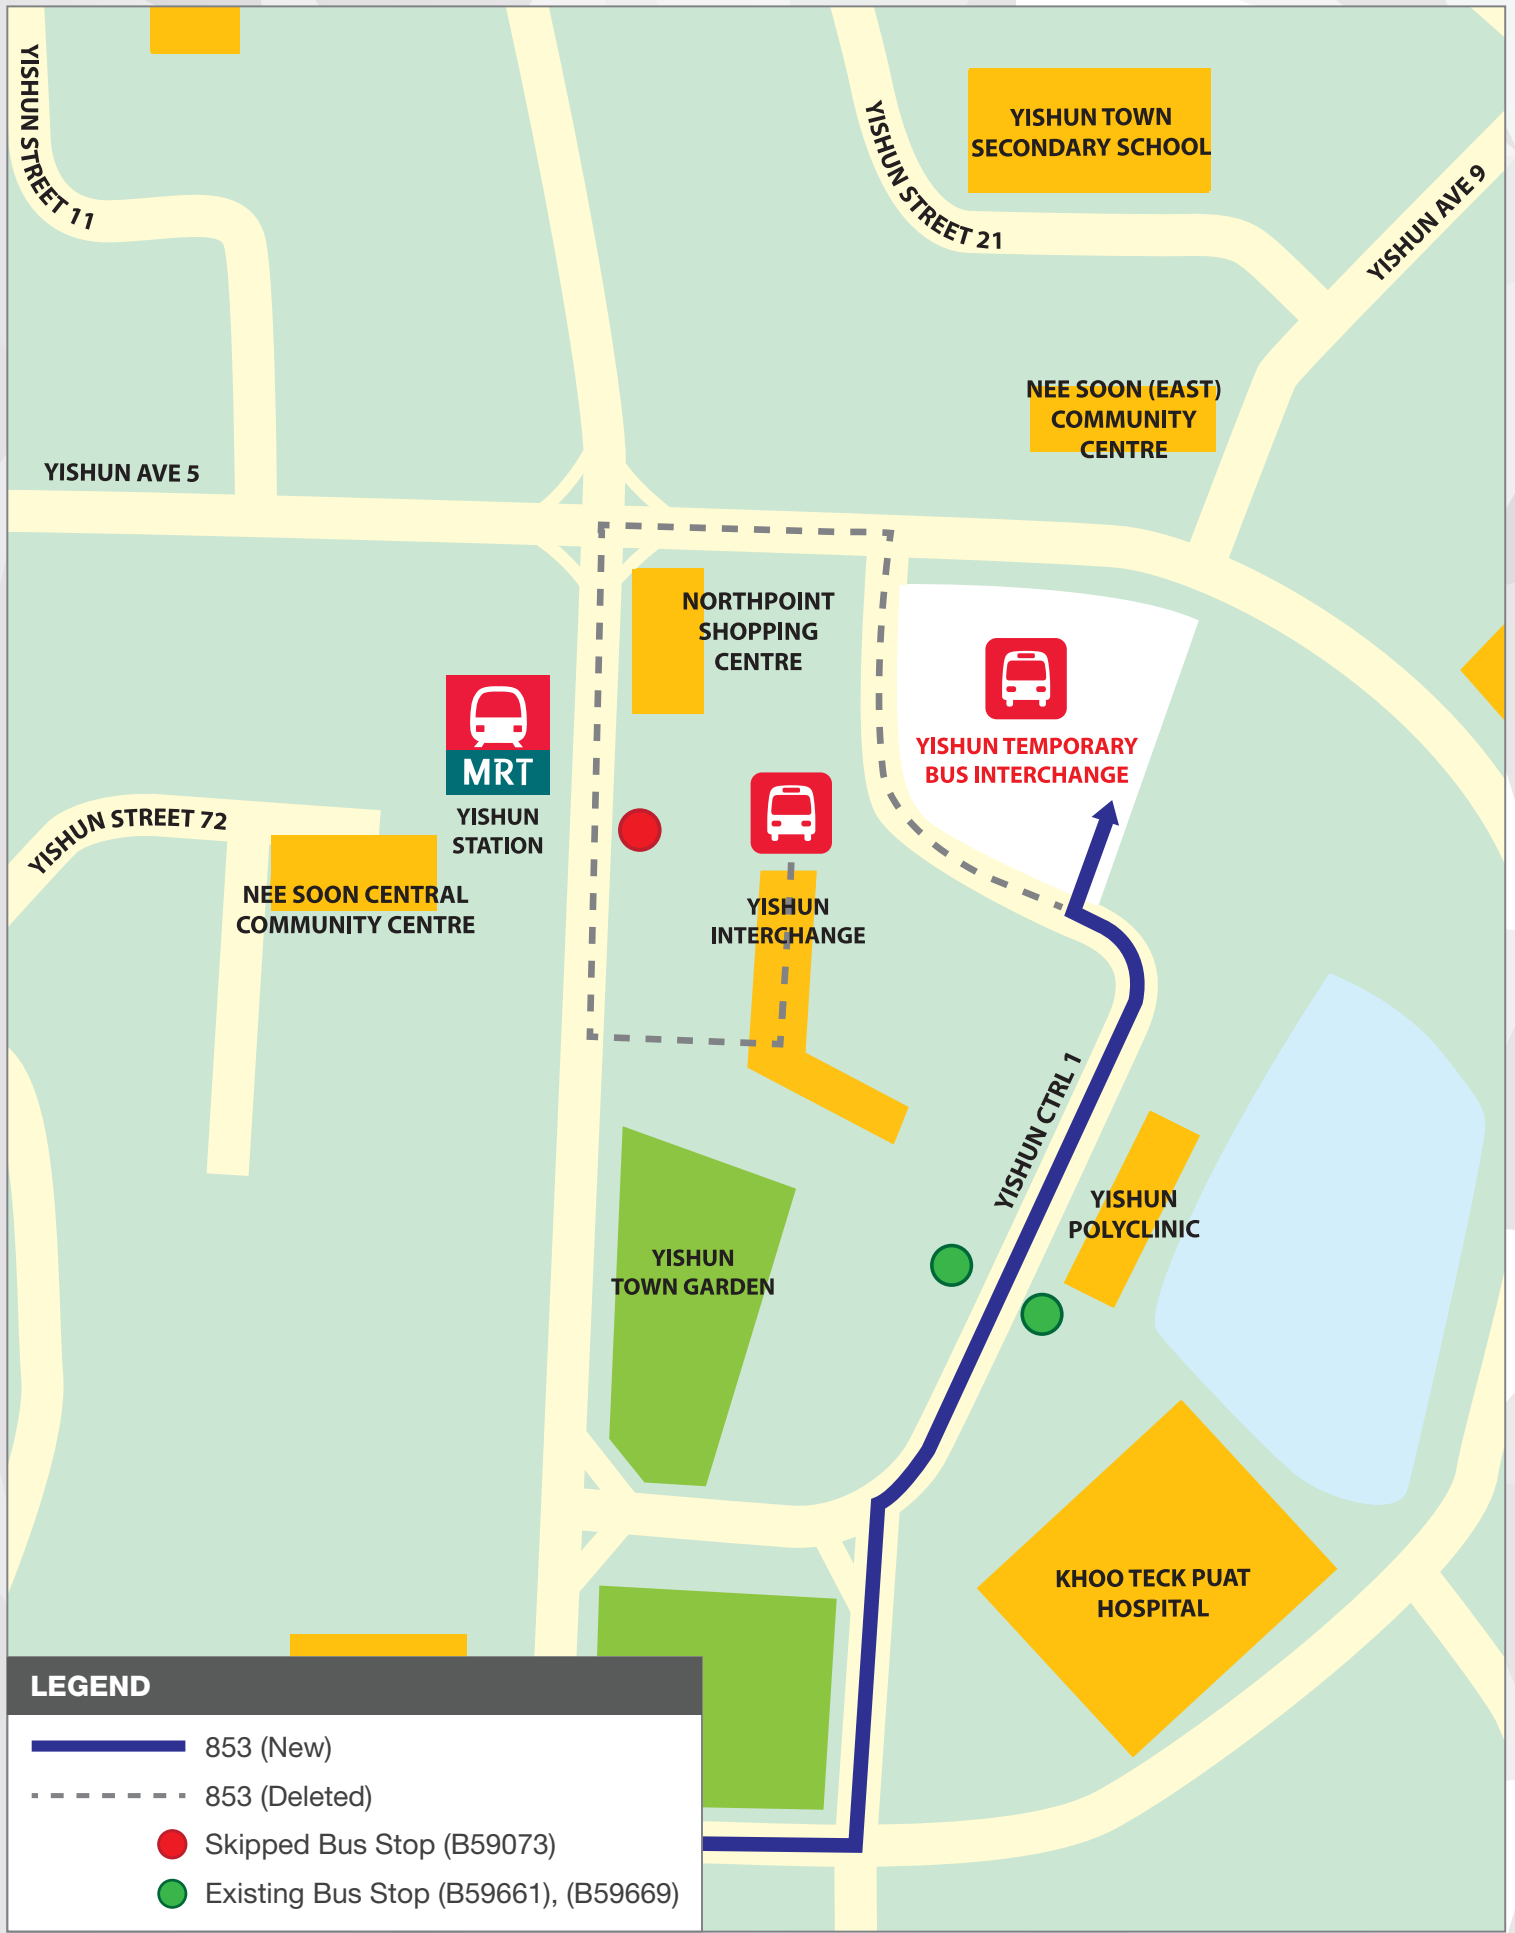 YISHUN STREET 11
YISHUN TOWN
SECONDARY SCHOOL
YISHUN STREET 21
YISHUN AVE 9
NEE SOON (EAST)
COMMUNITY
CENTRE
YISHUN AVE 5
NORTHPOINT
SHOPPING
CENTRE
MRT
YISHUN
STATION
YISHUN TEMPORARY
BUS INTERCHANGE
YISHUN STREET 72
NEE SOON CENTRAL
COMMUNITY CENTRE
YISHUN
INTERCHANGE
YISHUN CTRL 1
YISHUN
POLYCLINIC
YISHUN
TOWN GARDEN
KHOO TECK PUAT
HOSPITAL
LEGEND
853 (New)
853 (Deleted)
Skipped Bus Stop (B59073)
Existing Bus Stop (B59661), (B59669)